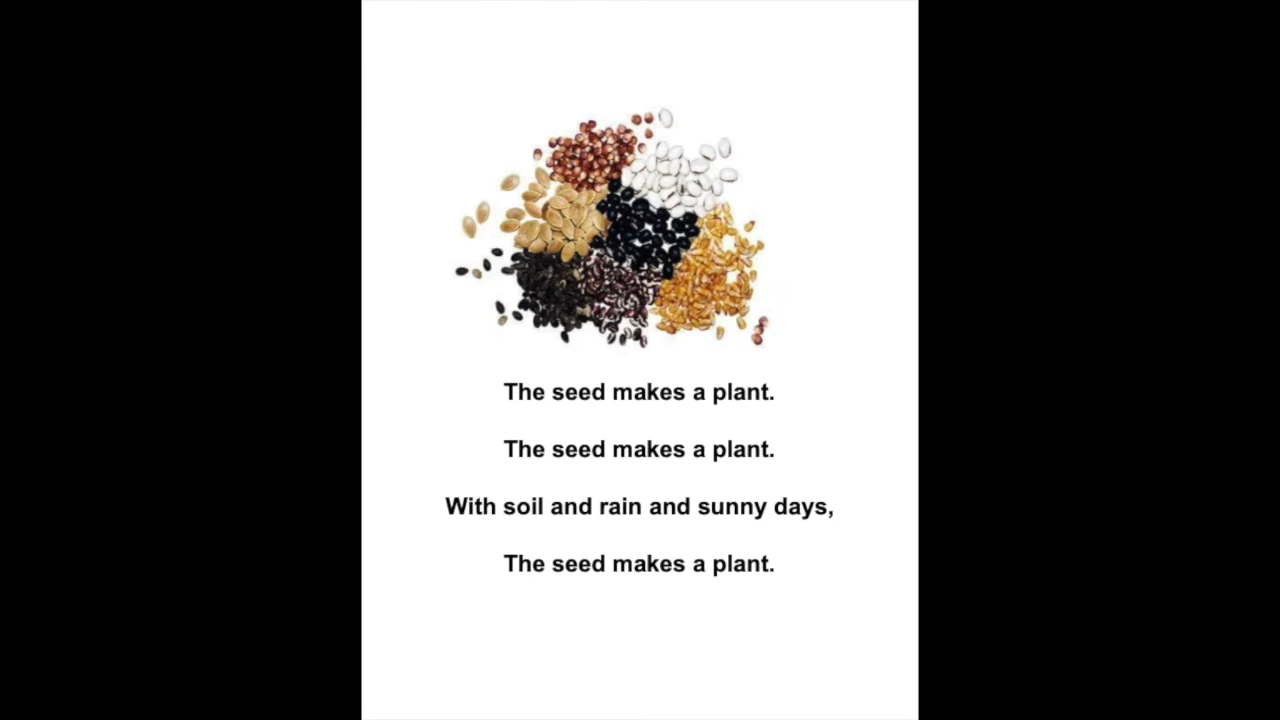 The seed makes a plant.
The seed makes a plant.
With soil and rain and sunny days,
The seed makes a plant.